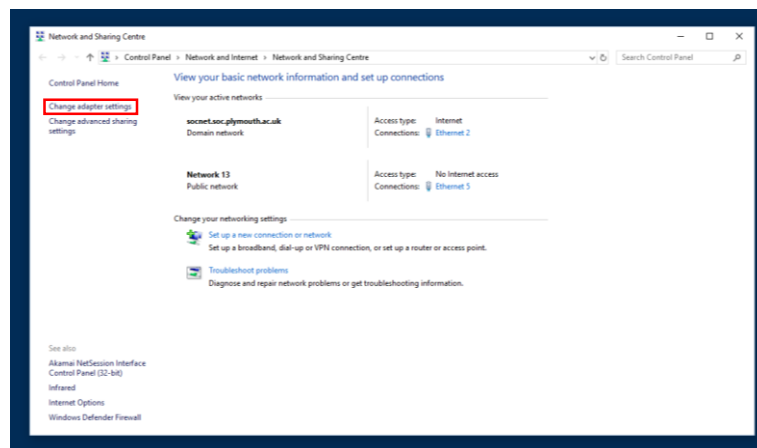 Network and Sharing Centre
Control Panel > Network and Internet > Network and Sharing Centre
Search Control Panel
Control Panel Home
Change adapter settings
Change advanced sharing
settings
View your basic network information and set up connections
View your active networks
socnet.soc.plymouth.ac.uk
Domain network
Access type: Internet
Connections: Ethernet 2
Network 13
Public network
Access type: No Internet access
Connections: Ethernet 5
Change your networking settings
Set up a new connection or network
Set up a broadband, dial-up or VPN connection, or set up a router or access point.
Troubleshoot problems
Diagnose and repair network problems or get troubleshooting information.
See also
Akamai NetSession Interface
Control Panel (32-bit)
Infrared
Internet Options
Windows Defender Firewall